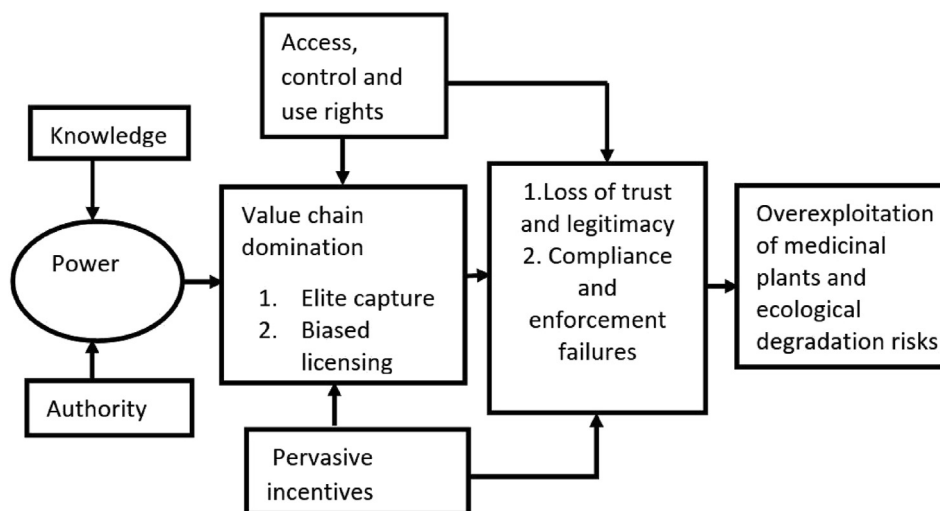 Access,
control and
use rights
Knowledge
Power
Authority
Value chain
domination
1. Elite capture
2. Biased
licensing
Pervasive
incentives
1.Loss of trust
and legitimacy
2. Compliance
and
enforcement
failures
Overexploitation
of medicinal
plants and
ecological
degradation risks